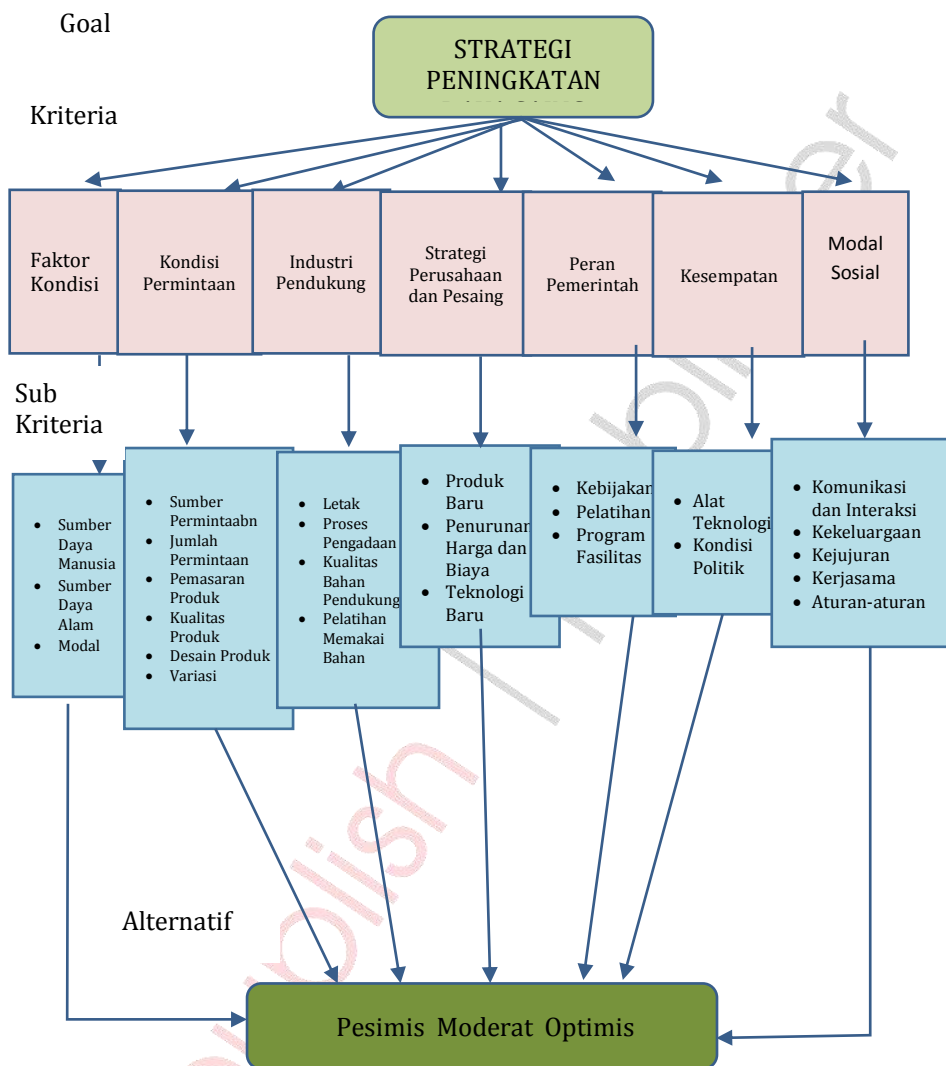 Goal
STRATEGI
PENINGKATAN
Kriteria
Faktor
Kondisi
Kondisi
Permintaan
Industri
Pendukung
Strategi
Perusahaan
dan Pesaing
Peran
Pemerintah
Kesempatan
Modal
Sosial
Sub
Kriteria
• Sumber
Daya
Manusia
• Sumber
Daya
Alam
• Modal
• Sumber
Permintaabn
• Jumlah
Permintaan
• Pemasaran
Produk
• Kualitas
Produk
• Desain Produk
• Variasi
• Letak
• Proses
Pengadaan
• Kualitas
Bahan
Pendukung
• Pelatihan
Memakai
Bahan
• Produk
Baru
• Penurunan
Harga dan
Biaya
• Teknologi
Baru
• Kebijakan
• Pelatihan
• Program
Fasilitas
• Alat
Teknologi
• Kondisi
Politik
• Komunikasi
dan Interaksi
• Kekeluargaan
• Kejujuran
• Kerjasama
• Aturan-aturan
Alternatif
Pesimis Moderat Optimis